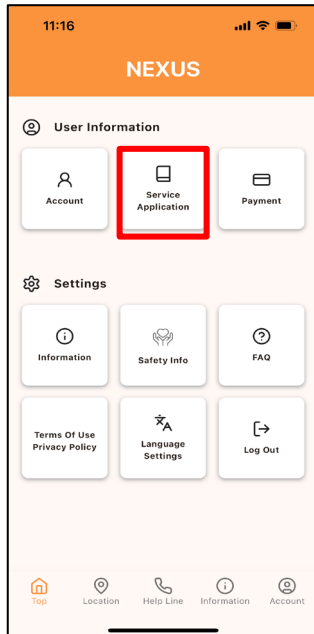 11:16
NEXUS
User Information
Account
Service
Application
Payment
Settings
Information
Safety Info
FAQ
Terms Of Use
Privacy Policy
Language
Settings
Log Out
Top
Location
Help Line
Information
Account